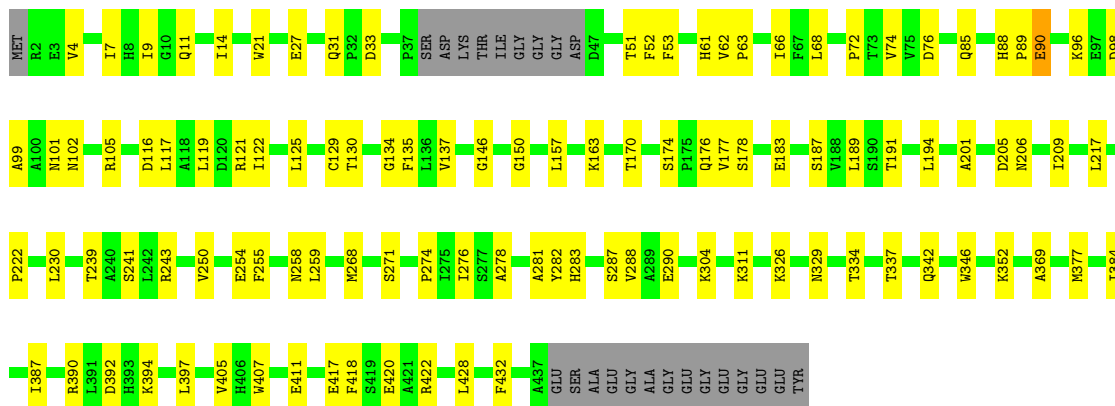 MET R2 E3 V4 I7 H8 I9 G10 Q11 I14 W21 E27 Q31 P32 D33 P37 SER ASP LYS THR ILE GLY GLY GLY ASP D47 T51 F52 F53 H61 V62 P63 I66 F67 L68 P72 T73 V74 V75 D76 Q85 H88 P89 E90 K96 E97
A99 A100 N101 N102 R105 D116 L117 A118 L119 D120 R121 I122 L125 C129 T130 G134 F135 L136 V137 G146 G150 L157 K163 T170 S174 P175 Q176 V177 S178 E183 S187 V188 L189 S190 T191 L194 A201 D205 N206 I209 L217
P222 L230 T239 A240 S241 L242 R243 V250 E254 F255 N258 L259 M268 S271 P274 I275 I276 S277 A278 A281 Y282 H283 S287 V288 A289 E290 K304 K311 K326 N329 T334 T337 Q342 W346 K352 A369 M377
I387 R390 L391 D392 H393 K394 L397 V405 H406 W407 E411 E417 F418 S419 E420 A421 R422 L428 F432 A437 GLU SER ALA GLU GLY ALA GLY GLU GLY GLU GLY GLU GLU TYR